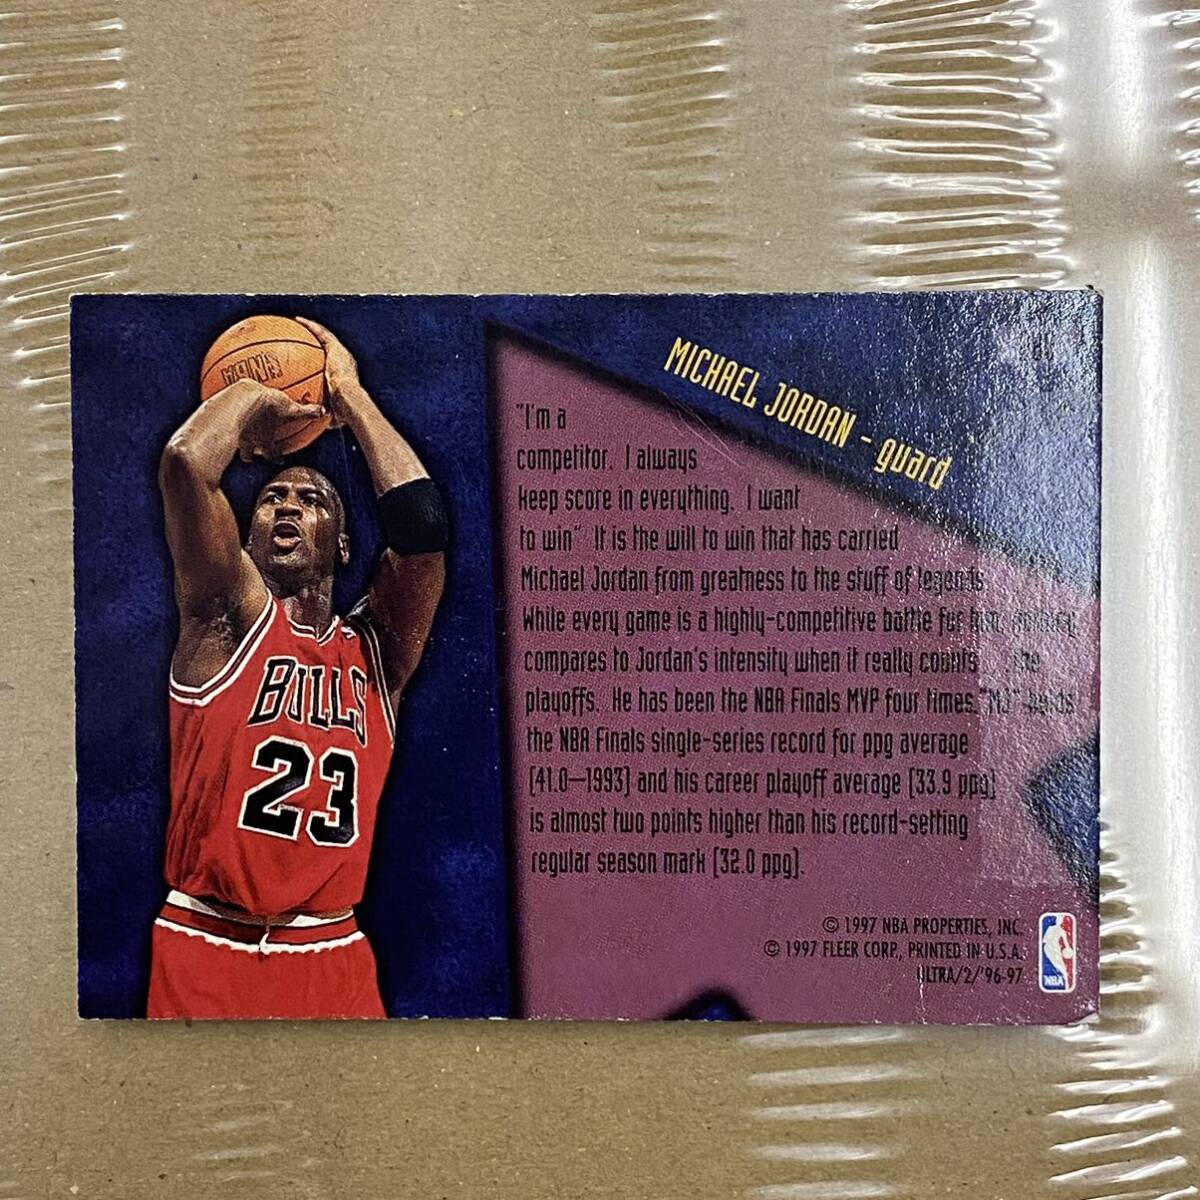 MICHAEL JORDAN - guard
"I'm a
competitor. I always
keep score in everything. I want
to win" It is the will to win that has carried
Michael Jordan from greatness to the stuff of legends
While every game is a highly-competitive battle for him, nothing
compares to Jordan's intensity when it really counts the
playoffs. He has been the NBA Finals MVP four times. "MJ" holds
the NBA Finals single-series record for ppg average
(41.0—1993) and his career playoff average (33.9 ppg)
is almost two points higher than his record-setting
regular season mark (32.0 ppg).
© 1997 NBA PROPERTIES, INC.
© 1997 FLEER CORP., PRINTED IN U.S.A.
ULTRA/2/'96-97
NBA
BULLS
23